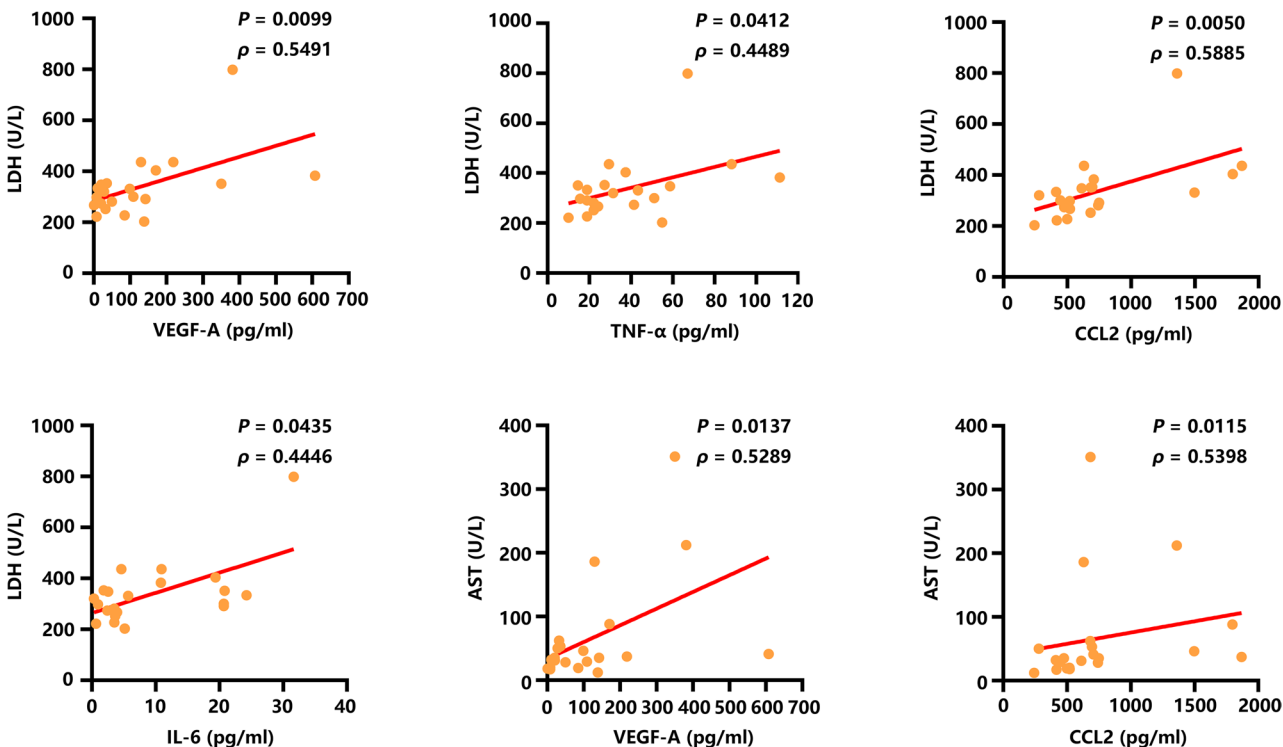 P = 0.0099
ρ = 0.5491
LDH (U/L)
1000
800
600
400
200
0
0 100 200 300 400 500 600 700
VEGF-A (pg/ml)
P = 0.0412
ρ = 0.4489
LDH (U/L)
1000
800
600
400
200
0
0 20 40 60 80 100 120
TNF-α (pg/ml)
P = 0.0050
ρ = 0.5885
LDH (U/L)
1000
800
600
400
200
0
0 500 1000 1500 2000
CCL2 (pg/ml)
P = 0.0435
ρ = 0.4446
LDH (U/L)
1000
800
600
400
200
0
0 10 20 30 40
IL-6 (pg/ml)
P = 0.0137
ρ = 0.5289
AST (U/L)
400
300
200
100
0
0 100 200 300 400 500 600 700
VEGF-A (pg/ml)
P = 0.0115
ρ = 0.5398
AST (U/L)
400
300
200
100
0
0 500 1000 1500 2000
CCL2 (pg/ml)